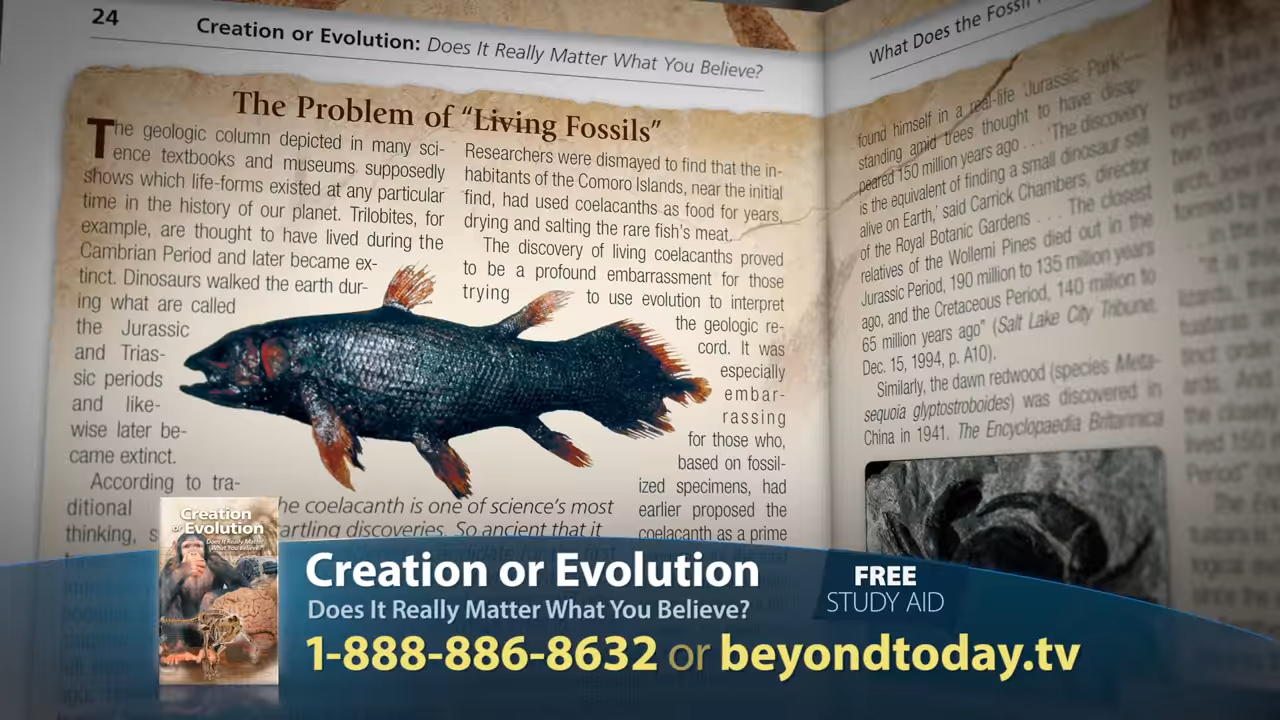 24
Creation or Evolution: Does It Really Matter What You Believe?
The Problem of “Living Fossils”
The geologic column depicted in many sci-
ence textbooks and museums supposedly
shows which life-forms existed at any particular
time in the history of our planet. Trilobites, for
example, are thought to have lived during the
Cambrian Period and later became ex-
tinct. Dinosaurs walked the earth dur-
ing what are called
the Jurassic
and Trias-
sic periods
and like-
wise later be-
came extinct.
According to tra-
ditional
thinking,
Researchers were dismayed to find that the in-
habitants of the Comoro Islands, near the initial
find, had used coelacanths as food for years,
drying and salting the rare fish’s meat.
The discovery of living coelacanths proved
to be a profound embarrassment for those
trying to use evolution to interpret
the geologic re-
cord. It was
especially
embar-
rassing
for those who,
based on fossil-
ized specimens, had
earlier proposed the
coelacanth as a prime
he coelacanth is one of science’s most
artling discoveries. So ancient that it
What Does the Fossil
found himself in a real-life ‘Jurassic Park’—
standing amid trees thought to have disap-
peared 150 million years ago . . . ‘The discovery
is the equivalent of finding a small dinosaur still
alive on Earth,’ said Carrick Chambers, director
of the Royal Botanic Gardens . . . The closest
relatives of the Wollemi Pines died out in the
Jurassic Period, 190 million to 135 million years
ago, and the Cretaceous Period, 140 million to
65 million years ago” (Salt Lake City Tribune,
Dec. 15, 1994, p. A10).
Similarly, the dawn redwood (species Meta-
sequoia glyptostroboides) was discovered in
China in 1941. The Encyclopaedia Britannica
Creation
or Evolution
Does It Really Matter
What You Believe?
Creation or Evolution
Does It Really Matter What You Believe?
1-888-886-8632 or beyondtoday.tv
FREE
STUDY AID